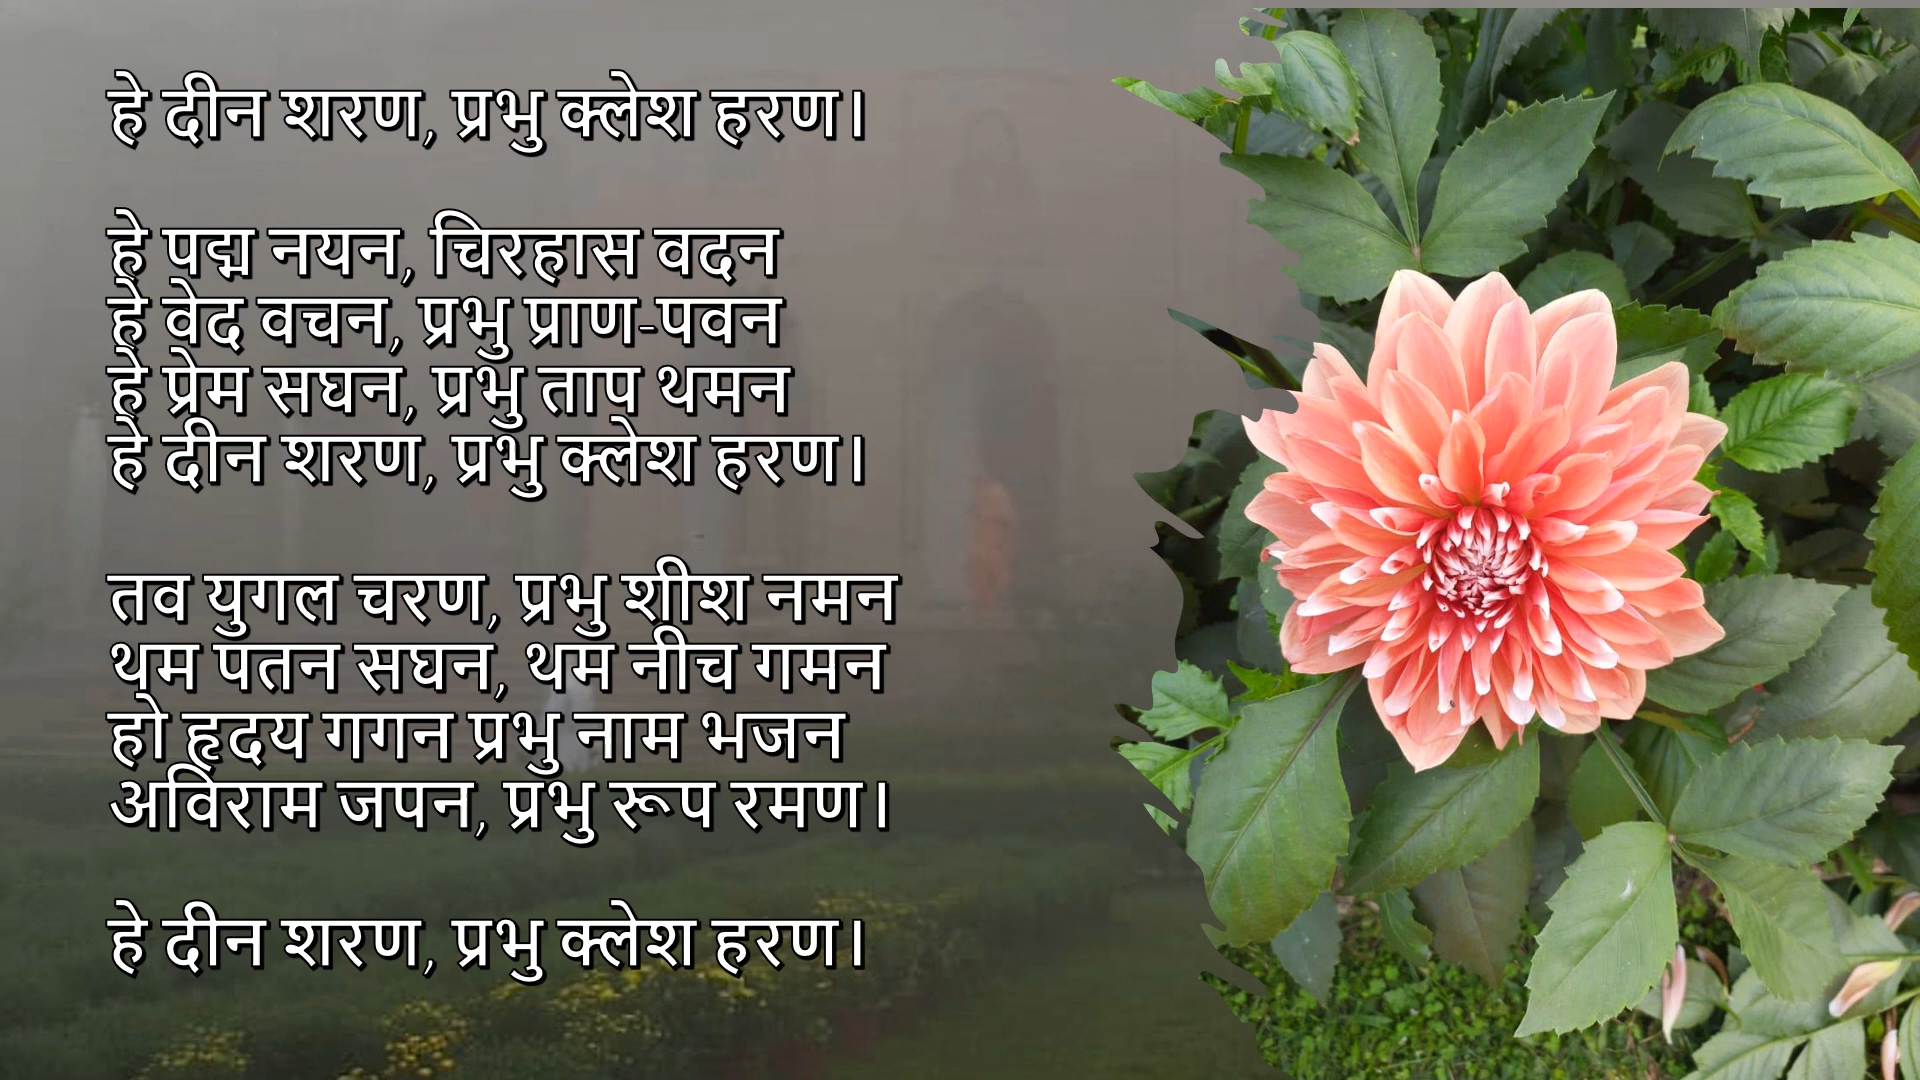 हे दीन शरण, प्रभु क्लेश हरण।
हे पद्म नयन, चिरहास वदन
हे वेद वचन, प्रभु प्राण-पवन
हे प्रेम सघन, प्रभु ताप थमन
हे दीन शरण, प्रभु क्लेश हरण।
तव युगल चरण, प्रभु शीश नमन
थम पतन सघन, थम नीच गमन
हो हृदय गगन प्रभु नाम भजन
अविराम जपन, प्रभु रूप रमण।
हे दीन शरण, प्रभु क्लेश हरण।